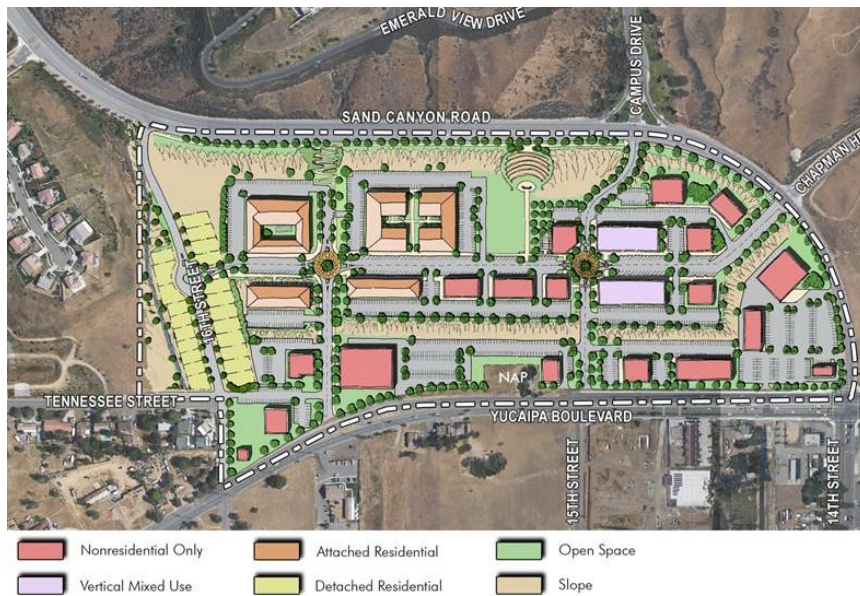 EMERALD VIEW DRIVE
CAMPUS DRIVE
SAND CANYON ROAD
CHAPMAN H
16TH STREET
NAP
TENNESSEE STREET
YUCAIPA BOULEVARD
15TH STREET
14TH STREET
Nonresidential Only
Attached Residential
Open Space
Vertical Mixed Use
Detached Residential
Slope